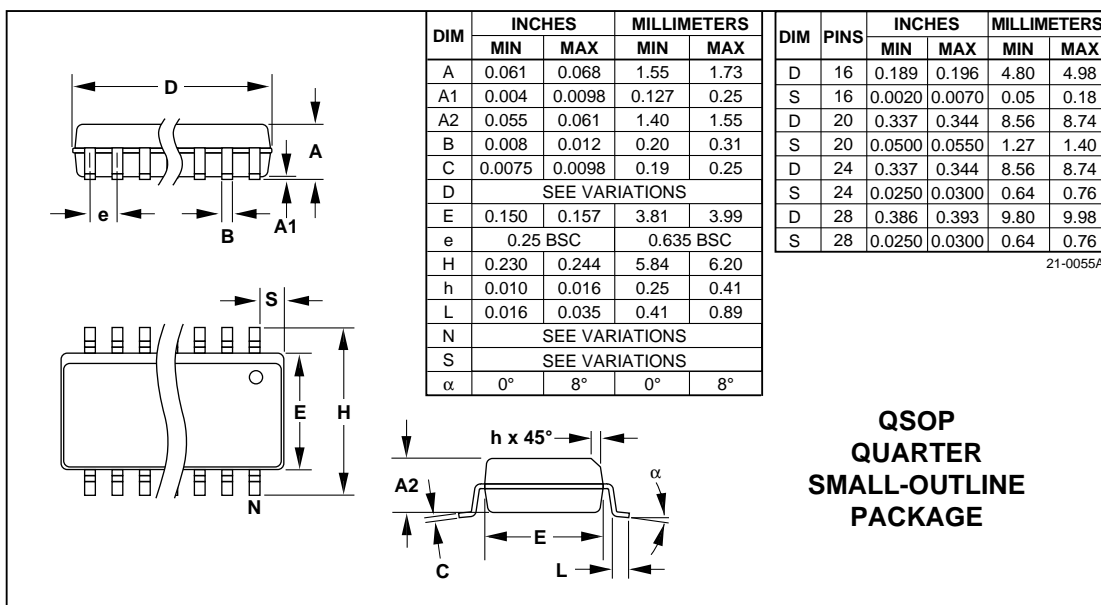 DIM INCHES MILLIMETERS
MIN MAX MIN MAX
A 0.061 0.068 1.55 1.73
A1 0.004 0.0098 0.127 0.25
A2 0.055 0.061 1.40 1.55
B 0.008 0.012 0.20 0.31
C 0.0075 0.0098 0.19 0.25
D SEE VARIATIONS
E 0.150 0.157 3.81 3.99
e 0.25 BSC 0.635 BSC
H 0.230 0.244 5.84 6.20
h 0.010 0.016 0.25 0.41
L 0.016 0.035 0.41 0.89
N SEE VARIATIONS
S SEE VARIATIONS
α 0° 8° 0° 8°
DIM PINS INCHES MILLIMETERS
MIN MAX MIN MAX
D 16 0.189 0.196 4.80 4.98
S 16 0.0020 0.0070 0.05 0.18
D 20 0.337 0.344 8.56 8.74
S 20 0.0500 0.0550 1.27 1.40
D 24 0.337 0.344 8.56 8.74
S 24 0.0250 0.0300 0.64 0.76
D 28 0.386 0.393 9.80 9.98
S 28 0.0250 0.0300 0.64 0.76
21-0055A
D
A
e
B
A1
S
E
H
N
h x 45°
A2
α
E
C
L
QSOP
QUARTER
SMALL-OUTLINE
PACKAGE